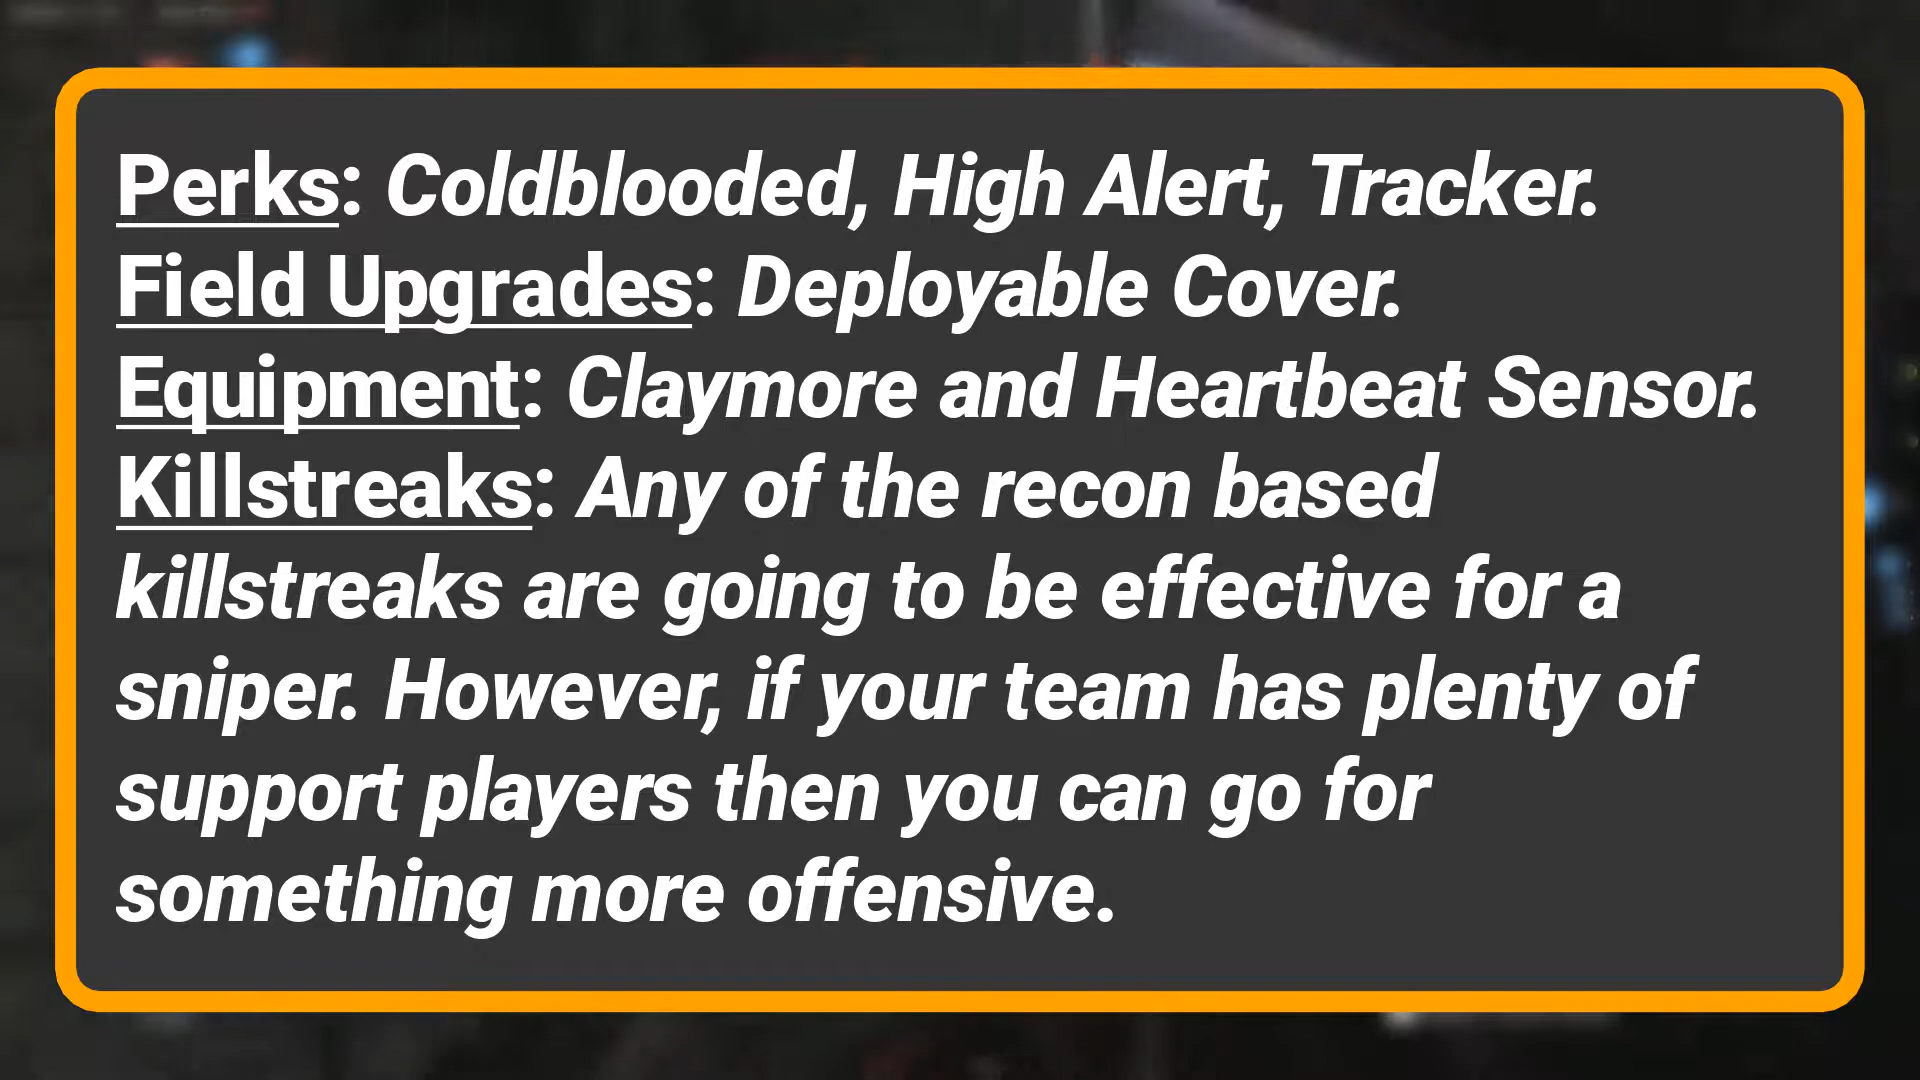 Perks: Coldblooded, High Alert, Tracker.
Field Upgrades: Deployable Cover.
Equipment: Claymore and Heartbeat Sensor.
Killstreaks: Any of the recon based
killstreaks are going to be effective for a
sniper. However, if your team has plenty of
support players then you can go for
something more offensive.